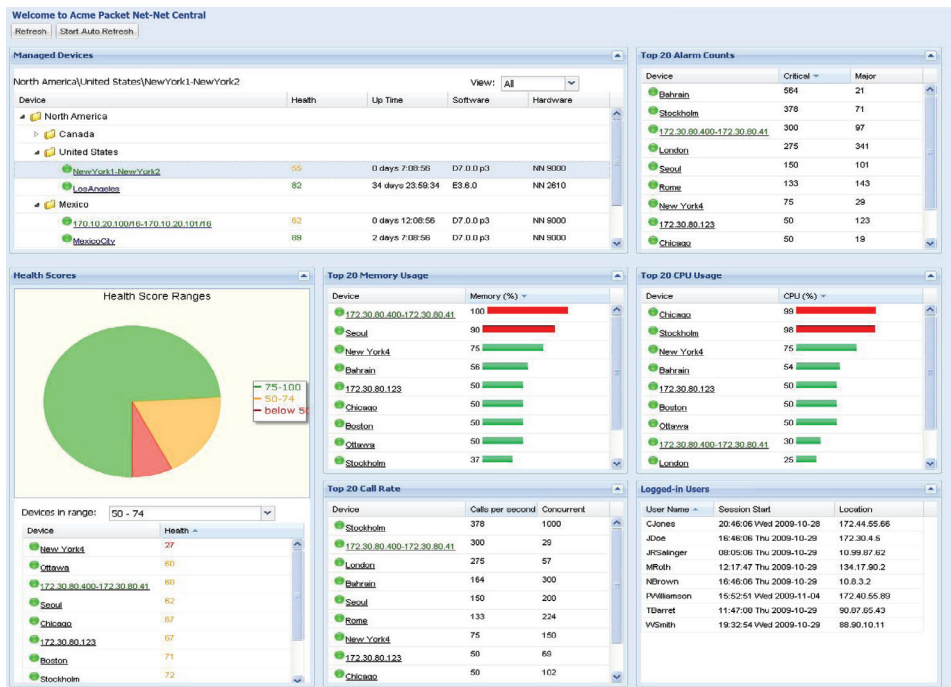 Welcome to Acme Packet Net-Net Central
Refresh Start Auto Refresh
Managed Devices
North America\United States\NewYork1-NewYork2 View: All
Device Health Up Time Software Hardware
North America
Canada
United States
NewYork1-NewYork2 55 0 days 7:08:56 D7.0.0 p3 NN 9000
LosAngeles 82 34 days 23:59:34 E3.6.0 NN 2610
Mexico
170.10.20.100/16-170.10.20.101/16 62 0 days 12:08:56 D7.0.0 p3 NN 9000
MexicoCity 89 2 days 7:08:56 D7.0.0 p3 NN 9000
Top 20 Alarm Counts
Device Critical Major
Bahrain 564 21
Stockholm 378 71
172.30.80.400-172.30.80.41 300 97
London 275 341
Seoul 150 101
Rome 133 143
New York4 75 29
172.30.80.123 50 123
Chicago 50 19
Health Scores
Health Score Ranges
75-100
50-74
below 50
Devices in range: 50 - 74
Device Health
New York4 27
Ottawa 60
172.30.80.400-172.30.80.41 60
Seoul 62
Chicago 67
172.30.80.123 67
Boston 71
Stockholm 72
Top 20 Memory Usage
Device Memory (%)
172.30.80.400-172.30.80.41 100
Seoul 90
New York4 75
Bahrain 56
172.30.80.123 50
Chicago 50
Boston 50
Ottawa 50
Stockholm 37
Top 20 CPU Usage
Device CPU (%)
Chicago 99
Stockholm 98
New York4 75
Bahrain 54
172.30.80.123 50
Boston 50
Ottawa 50
172.30.80.400-172.30.80.41 30
London 25
Top 20 Call Rate
Device Calls per second Concurrent
Stockholm 378 1000
172.30.80.400-172.30.80.41 300 29
London 275 57
Bahrain 164 300
Seoul 150 200
Rome 133 224
New York4 75 150
172.30.80.123 50 69
Chicago 50 102
Logged-in Users
User Name Session Start Location
CJones 20:46:06 Wed 2009-10-28 172.44.55.66
JDoe 16:46:06 Thu 2009-10-29 172.30.4.5
JRSalinger 08:05:06 Thu 2009-10-29 10.99.87.62
MRoth 12:17:47 Thu 2009-10-29 134.17.90.2
NBrown 16:46:06 Thu 2009-10-29 10.8.3.2
PWilliamson 15:52:51 Wed 2009-11-04 172.40.55.89
TBarret 11:47:08 Thu 2009-10-29 90.87.65.43
WSmith 19:32:54 Wed 2009-10-29 88.90.10.11